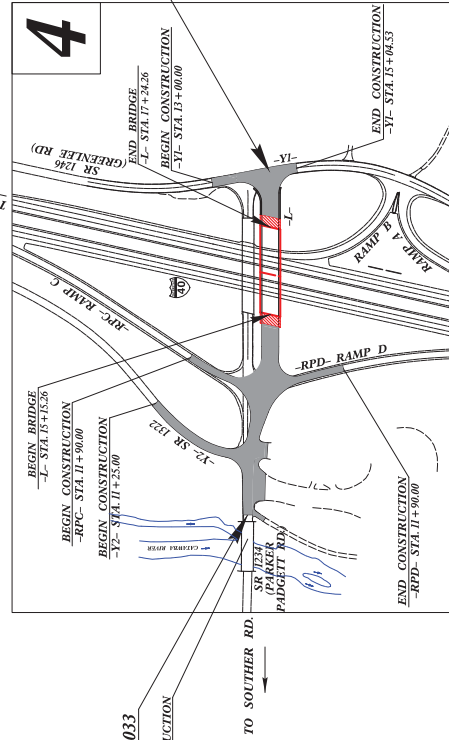 4
SR 1246
(GREENLEE RD)
END BRIDGE
-L- STA. 17 + 24.26
BEGIN CONSTRUCTION
-Y1- STA. 13 + 00.00
END CONSTRUCTION
-Y1- STA. 15 + 04.53
-Y1-
-L-
RAMP B
RAMP A
40
-RPC- RAMP C
-RPD- RAMP D
BEGIN BRIDGE
-L- STA. 15 + 15.26
BEGIN CONSTRUCTION
-RPC- STA. 11 + 90.00
BEGIN CONSTRUCTION
-Y2- STA. 11 + 25.00
-Y2- SR 1322
CATAWBA RIVER
SR 1234
(PARKER
PADGETT RD.)
END CONSTRUCTION
-RPD- STA. 11 + 90.00
033
UCTION
TO SOUTHER RD.